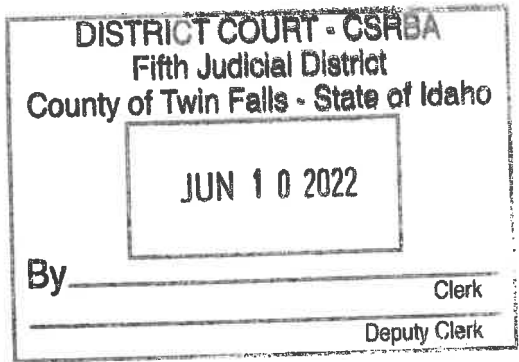 DISTRICT COURT - CSRBA
Fifth Judicial District
County of Twin Falls - State of Idaho
JUN 10 2022
By
Clerk
Deputy Clerk